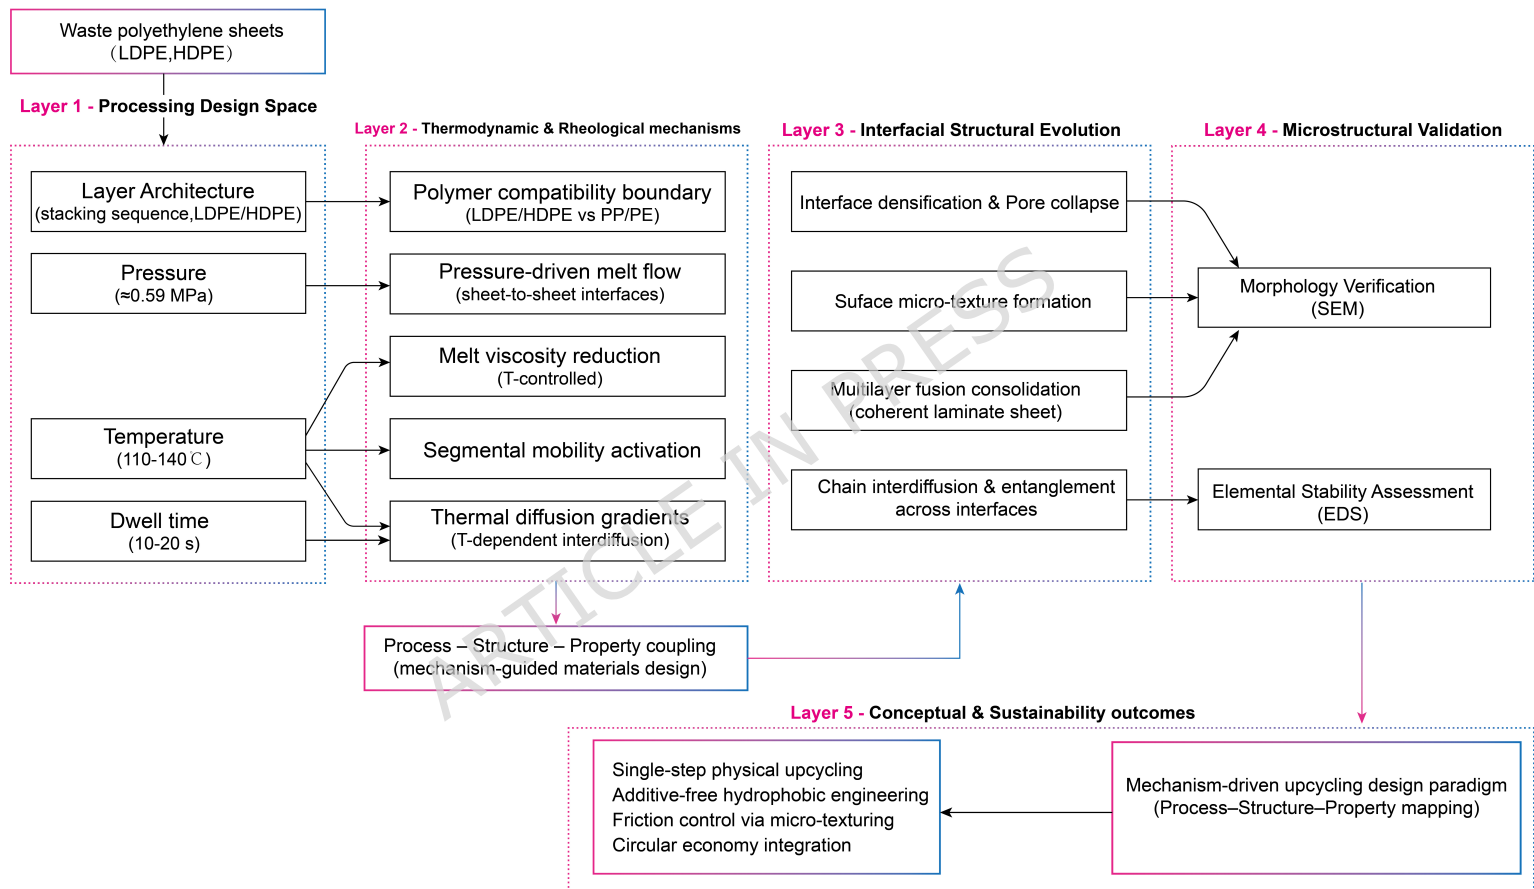 Waste polyethylene sheets
（LDPE,HDPE）
Layer 1 - Processing Design Space
Layer Architecture
(stacking sequence,LDPE/HDPE)
Pressure
(≈0.59 MPa)
Temperature
(110-140℃)
Dwell time
(10-20 s)
Layer 2 - Thermodynamic & Rheological mechanisms
Polymer compatibility boundary
(LDPE/HDPE vs PP/PE)
Pressure-driven melt flow
(sheet-to-sheet interfaces)
Melt viscosity reduction
(T-controlled)
Segmental mobility activation
Thermal diffusion gradients
(T-dependent interdiffusion)
Process – Structure – Property coupling
(mechanism-guided materials design)
Layer 3 - Interfacial Structural Evolution
Interface densification & Pore collapse
Suface micro-texture formation
Multilayer fusion consolidation
(coherent laminate sheet)
Chain interdiffusion & entanglement
across interfaces
Layer 4 - Microstructural Validation
Morphology Verification
(SEM)
Elemental Stability Assessment
(EDS)
Layer 5 - Conceptual & Sustainability outcomes
Single-step physical upcycling
Additive-free hydrophobic engineering
Friction control via micro-texturing
Circular economy integration
Mechanism-driven upcycling design paradigm
(Process–Structure–Property mapping)
ARTICLE IN PRESS